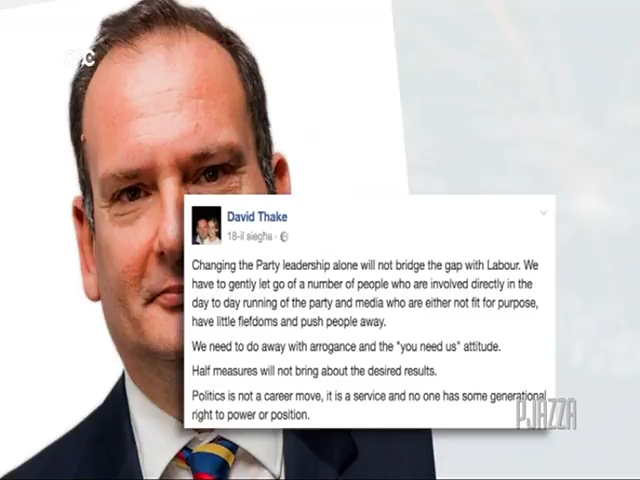 David Thake
18-il siegħa
Changing the Party leadership alone will not bridge the gap with Labour. We
have to gently let go of a number of people who are involved directly in the
day to day running of the party and media who are either not fit for purpose,
have little fiefdoms and push people away.
We need to do away with arrogance and the "you need us" attitude.
Half measures will not bring about the desired results.
Politics is not a career move, it is a service and no one has some generational
right to power or position.
PJAZZA